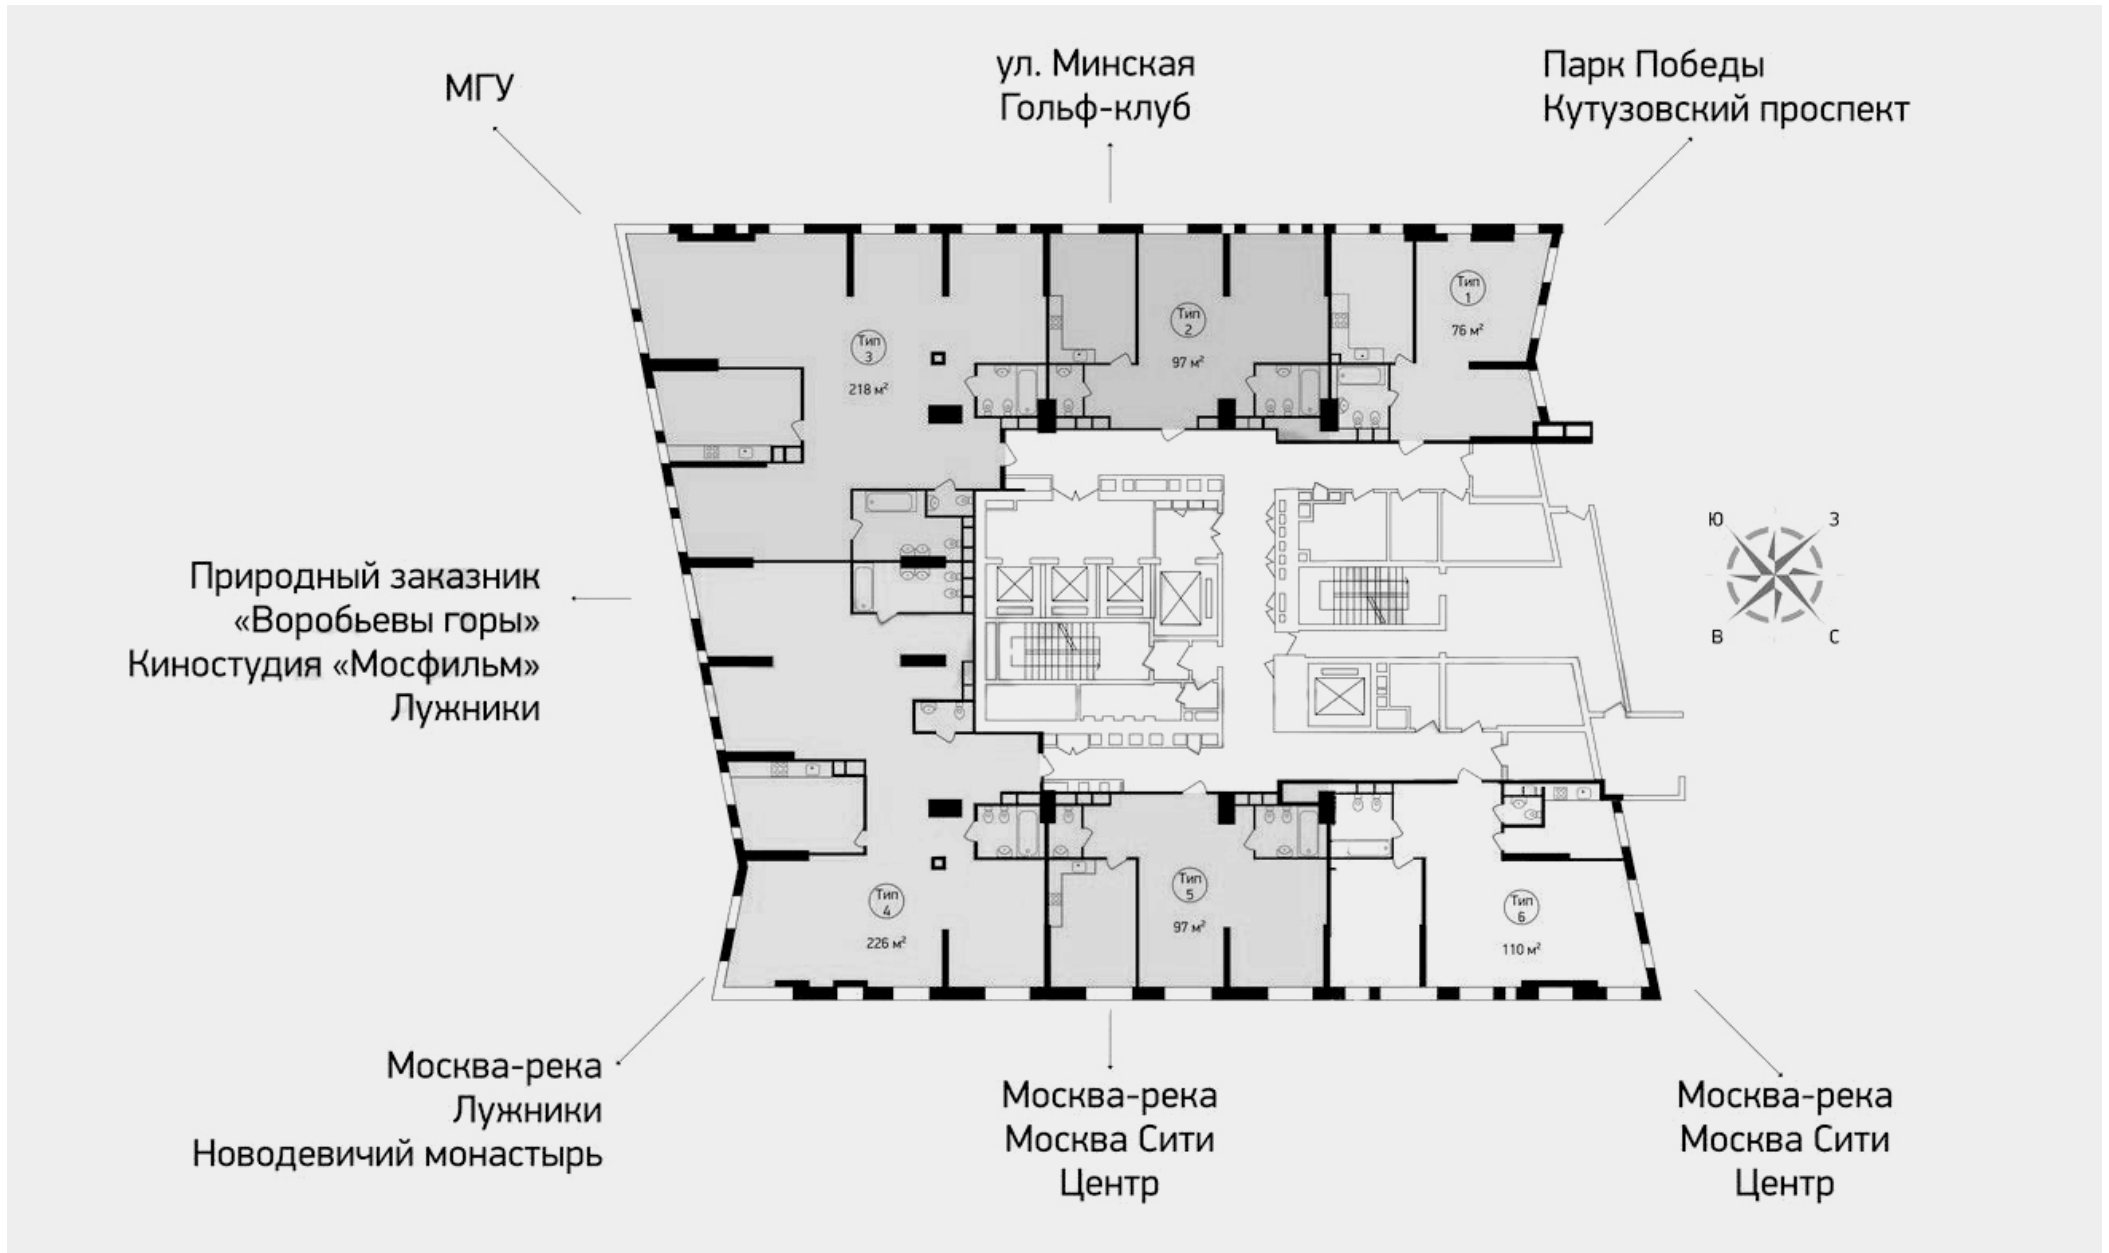 МГУ
ул. Минская
Гольф-клуб
Парк Победы
Кутузовский проспект
Тип
1
76 м²
Тип
2
97 м²
Тип
3
218 м²
Ю
З
В
С
Природный заказник
«Воробьевы горы»
Киностудия «Мосфильм»
Лужники
Тип
4
226 м²
Тип
5
97 м²
Тип
6
110 м²
Москва-река
Лужники
Новодевичий монастырь
Москва-река
Москва Сити
Центр
Москва-река
Москва Сити
Центр